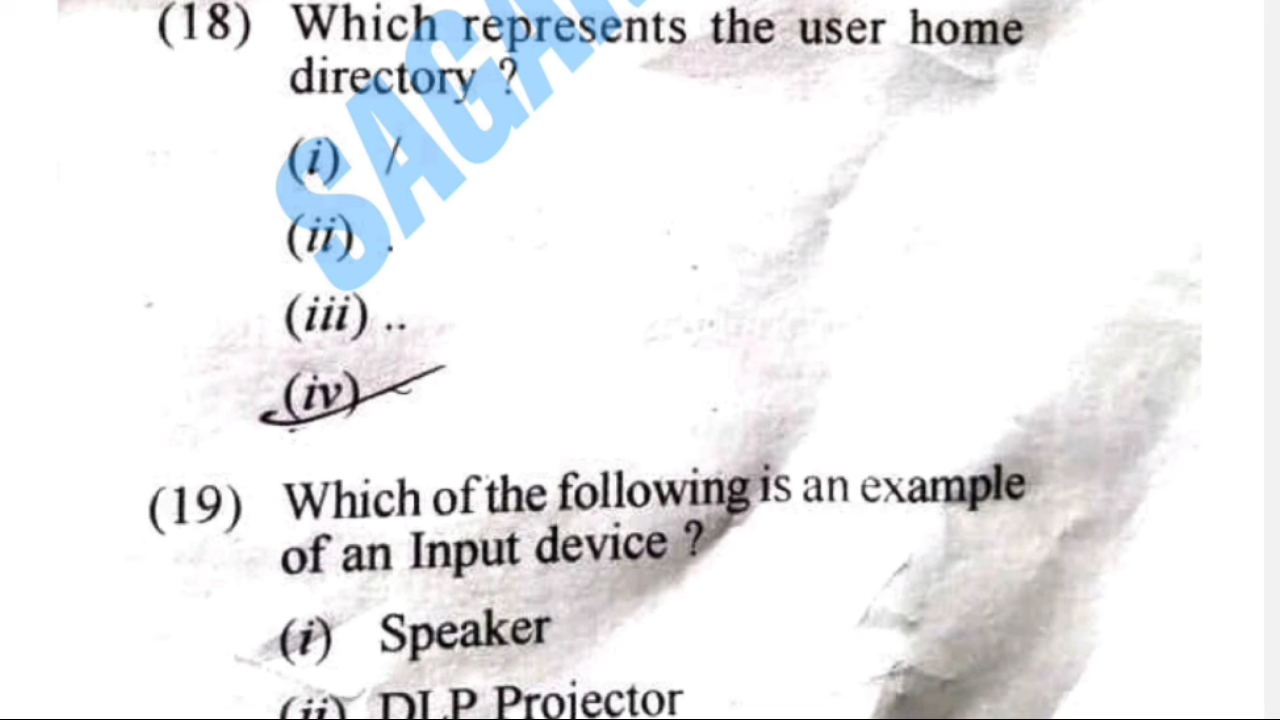 (18) Which represents the user home
directory ?
(i) /
(ii) .
(iii) ..
(iv)
(19) Which of the following is an example
of an Input device ?
(i) Speaker
(ii) DLP Projector